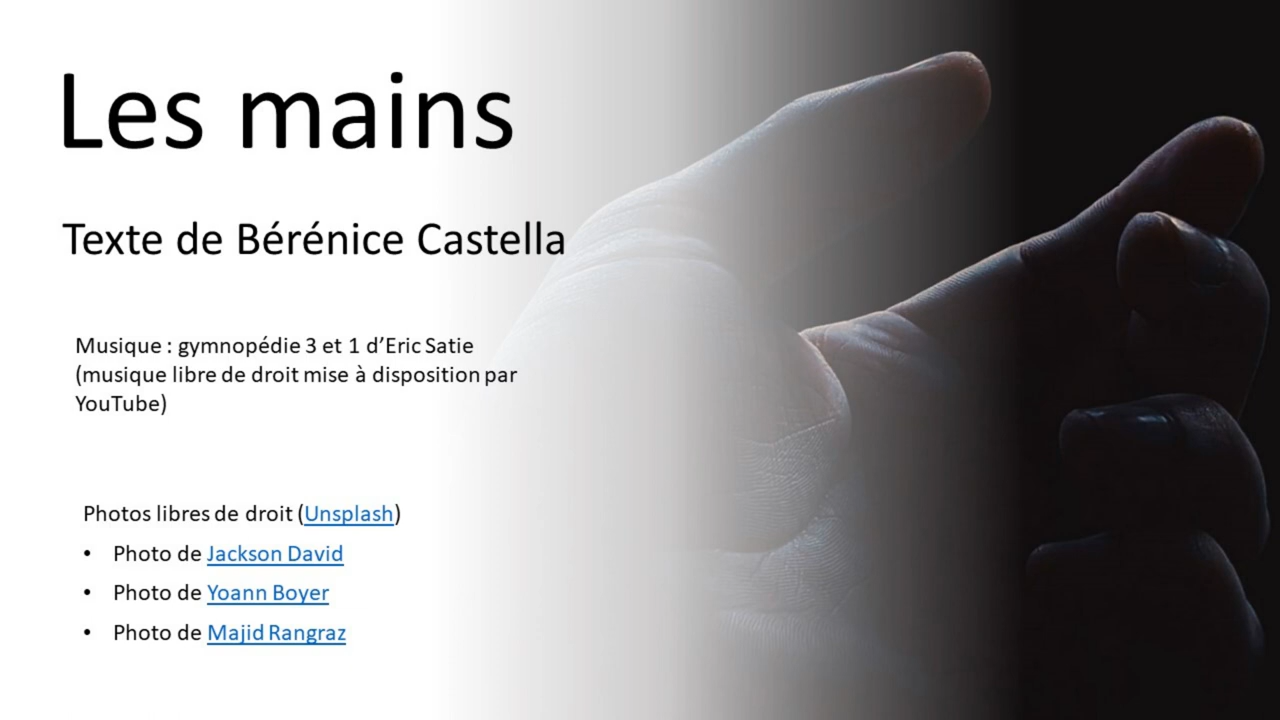 Les mains
Texte de Bérénice Castella
Musique : gymnopédie 3 et 1 d’Eric Satie
(musique libre de droit mise à disposition par
YouTube)
Photos libres de droit (Unsplash)
• Photo de Jackson David
• Photo de Yoann Boyer
• Photo de Majid Rangraz